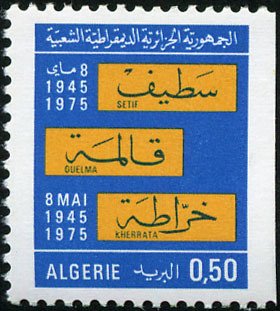 الجمهورية الجزائرية الديمقراطية الشعبية
8 ماي
1945
1975
سطيف
SETIF
قالمة
GUELMA
8 MAI
1945
1975
خراطة
KHERRATA
ALGERIE البريد 0,50